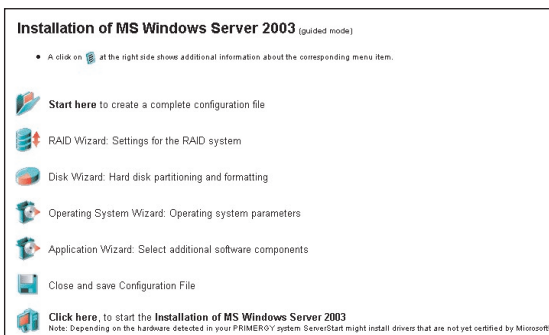 Installation of MS Windows Server 2003 (guided mode)
• A click on at the right side shows additional information about the corresponding menu item.
Start here to create a complete configuration file
RAID Wizard: Settings for the RAID system
Disk Wizard: Hard disk partitioning and formatting
Operating System Wizard: Operating system parameters
Application Wizard: Select additional software components
Close and save Configuration File
Click here, to start the Installation of MS Windows Server 2003
Note: Depending on the hardware detected in your PRIMERGY system ServerStart might install drivers that are not yet certified by Microsoft